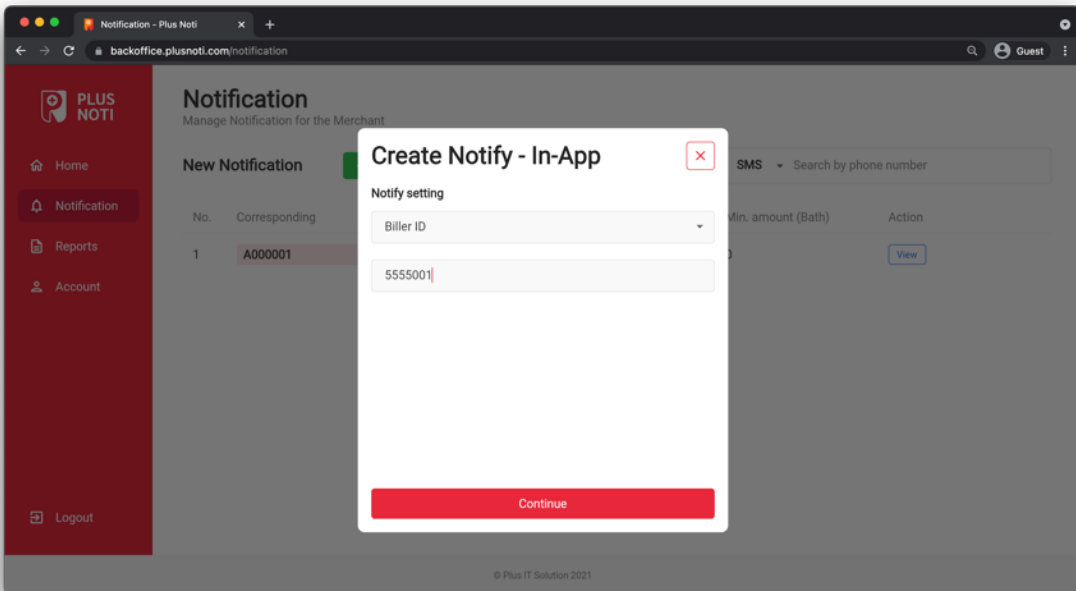 Notification - Plus Noti
backoffice.plusnoti.com/notification
Guest
PLUS
NOTI
Home
Notification
Reports
Account
Logout
Notification
Manage Notification for the Merchant
New Notification
SMS
Search by phone number
No.
Corresponding
Min. amount (Bath)
Action
1
A000001
0
View
Create Notify - In-App
Notify setting
Biller ID
5555001
Continue
© Plus IT Solution 2021